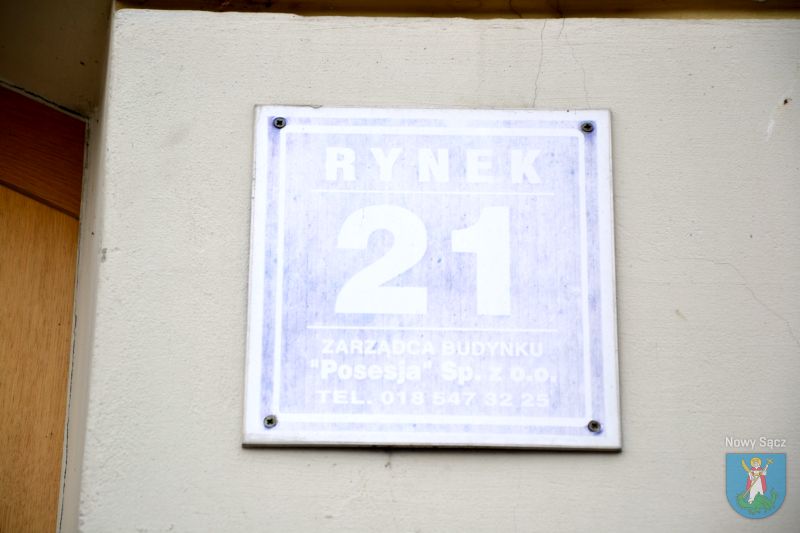 RYNEK
21
ZARZĄDCA BUDYNKU
"Posesja" Sp. z o.o.
TEL. 018 547 32 25
Nowy Sącz